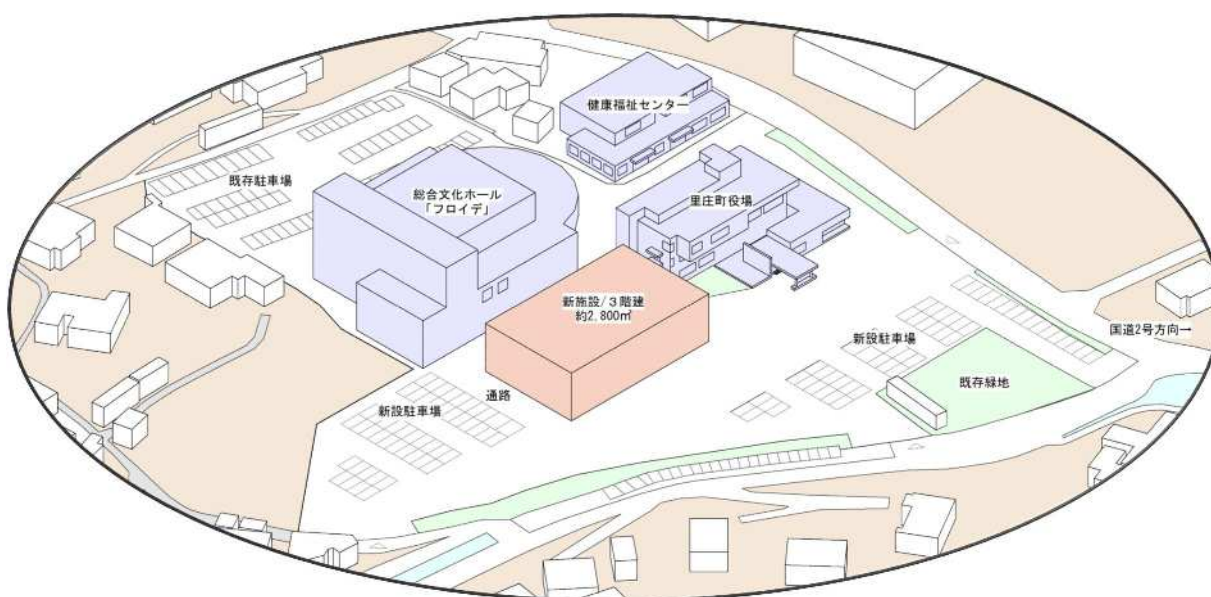 健康福祉センター
既存駐車場
総合文化ホール
「フロイデ」
里庄町役場
新施設/3階建
約2,800㎡
国道2号方向→
新設駐車場
既存緑地
通路
新設駐車場